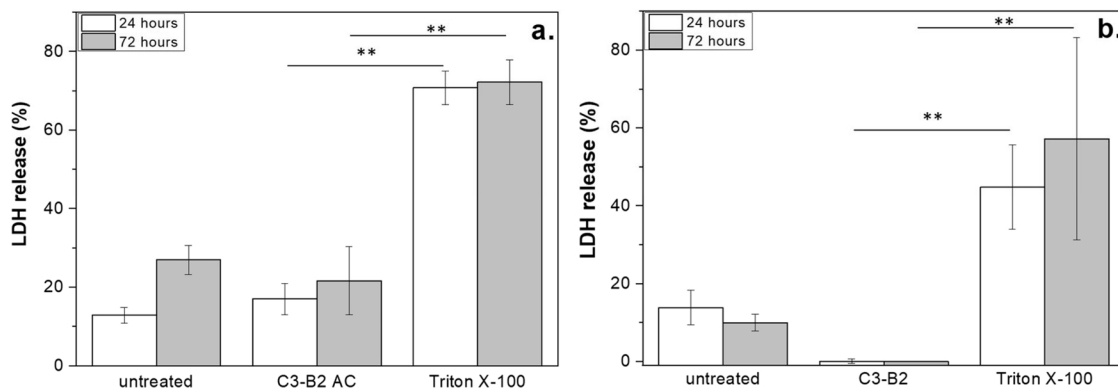 24 hours
72 hours
a.
**
**
80
60
40
20
0
LDH release (%)
untreated
C3-B2 AC
Triton X-100
24 hours
72 hours
b.
**
**
80
60
40
20
0
LDH release (%)
untreated
C3-B2
Triton X-100